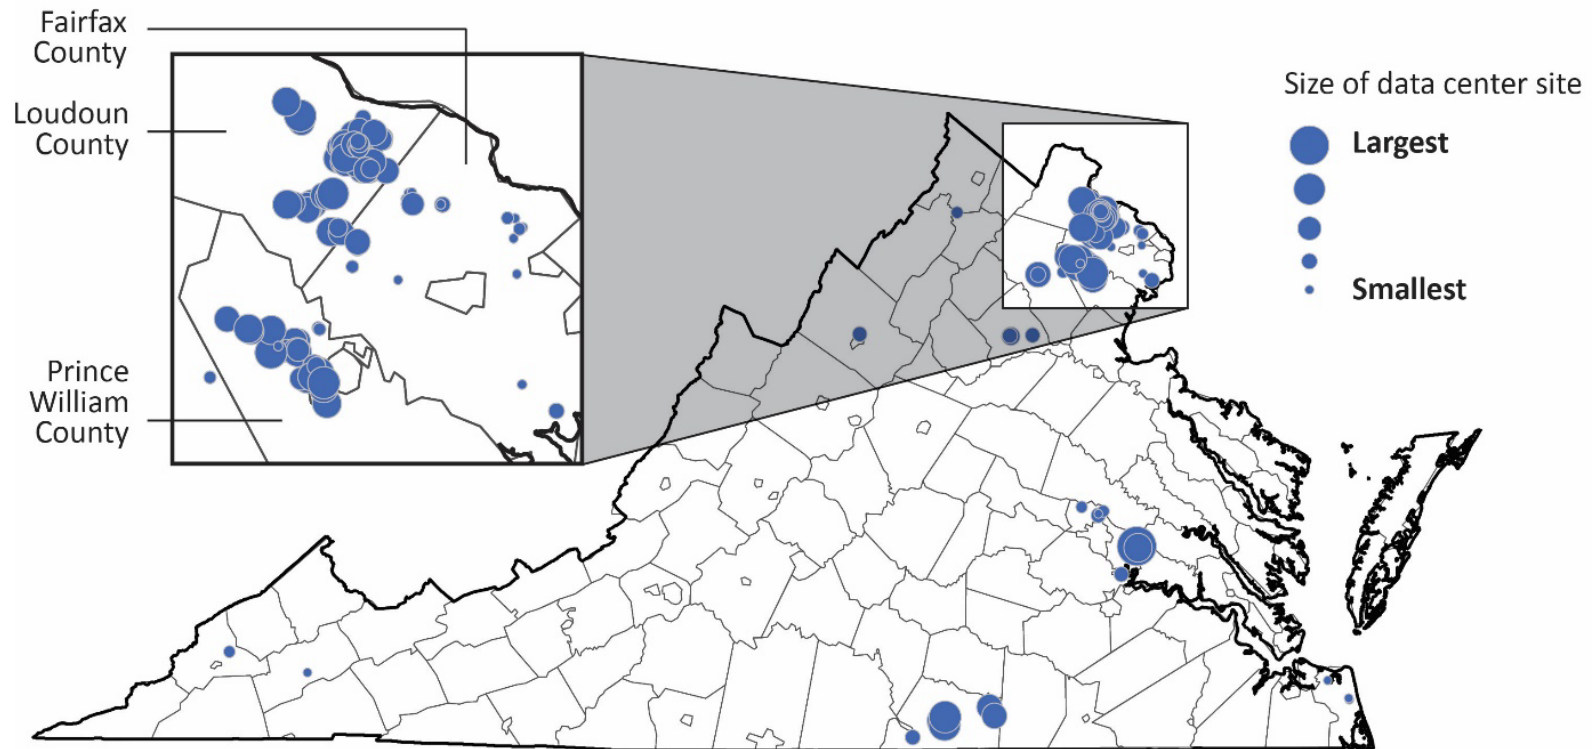 Fairfax
County
Loudoun
County
Prince
William
County
Size of data center site
Largest
Smallest